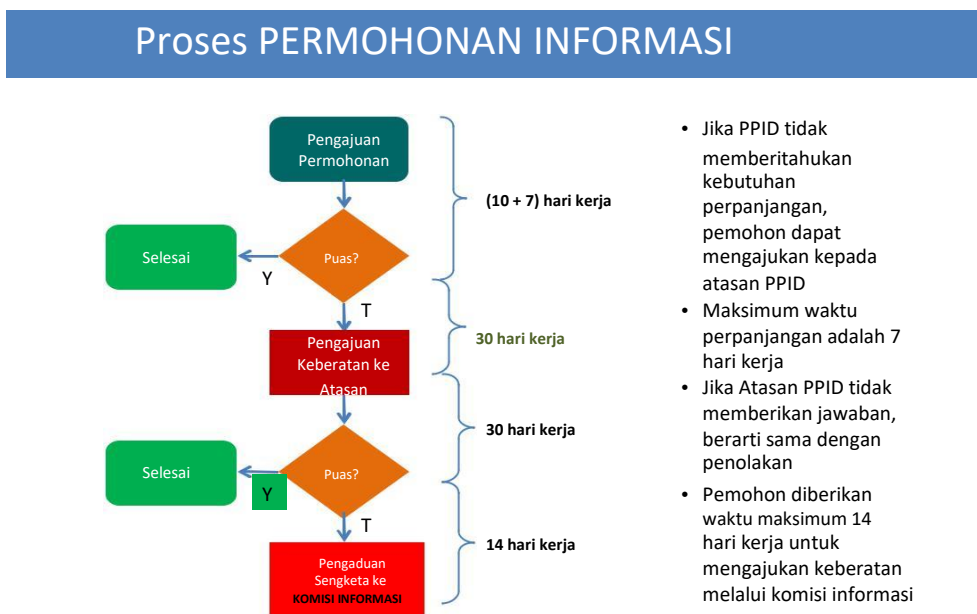 Proses PERMOHONAN INFORMASI
Pengajuan
Permohonan
(10 + 7) hari kerja
Selesai
Puas?
Y
T
30 hari kerja
Pengajuan
Keberatan ke
Atasan
30 hari kerja
Selesai
Puas?
Y
T
14 hari kerja
Pengaduan
Sengketa ke
KOMISI INFORMASI
• Jika PPID tidak
memberitahukan
kebutuhan
perpanjangan,
pemohon dapat
mengajukan kepada
atasan PPID
• Maksimum waktu
perpanjangan adalah 7
hari kerja
• Jika Atasan PPID tidak
memberikan jawaban,
berarti sama dengan
penolakan
• Pemohon diberikan
waktu maksimum 14
hari kerja untuk
mengajukan keberatan
melalui komisi informasi